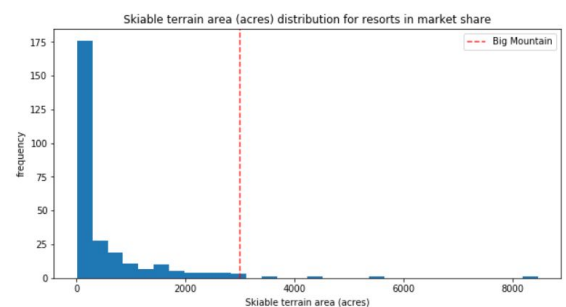 Skiable terrain area (acres) distribution for resorts in market share
Big Mountain
175
150
125
100
75
50
25
0
frequency
0 2000 4000 6000 8000
Skiable terrain area (acres)